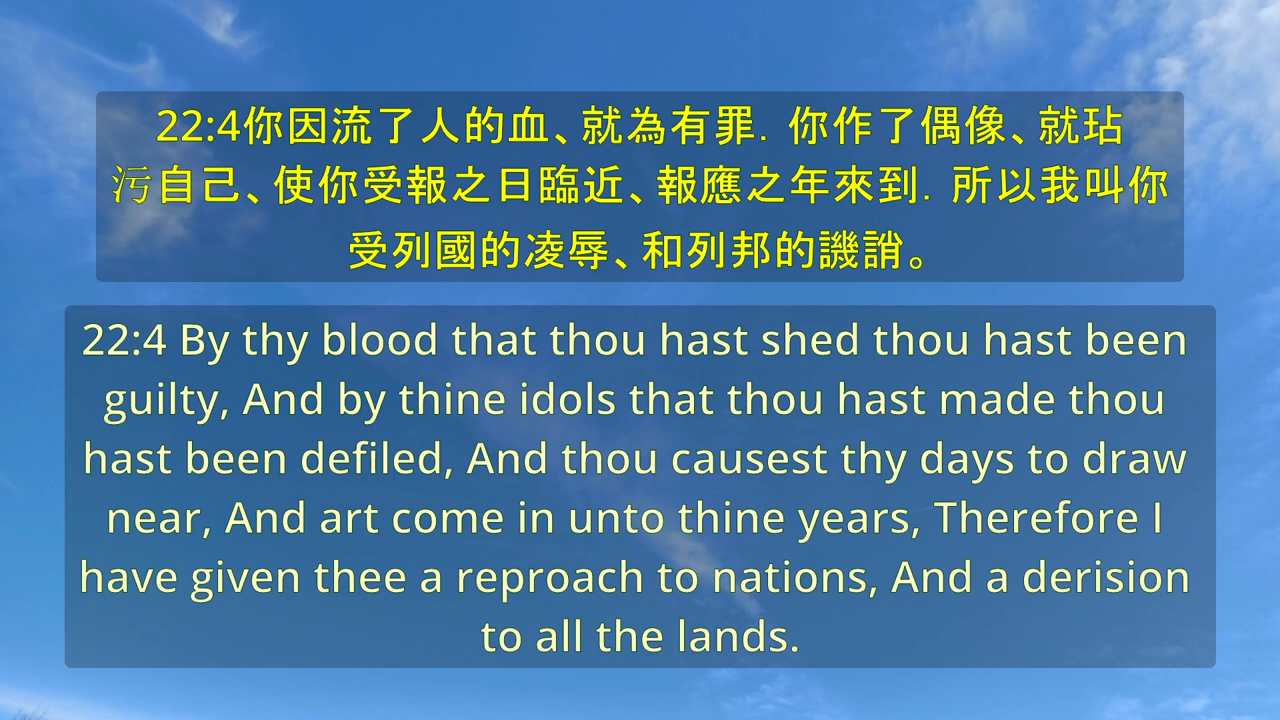 22:4你因流了人的血、就為有罪．你作了偶像、就玷
污自己、使你受報之日臨近、報應之年來到．所以我叫你
受列國的凌辱、和列邦的譏誚。
22:4 By thy blood that thou hast shed thou hast been
guilty, And by thine idols that thou hast made thou
hast been defiled, And thou causest thy days to draw
near, And art come in unto thine years, Therefore I
have given thee a reproach to nations, And a derision
to all the lands.